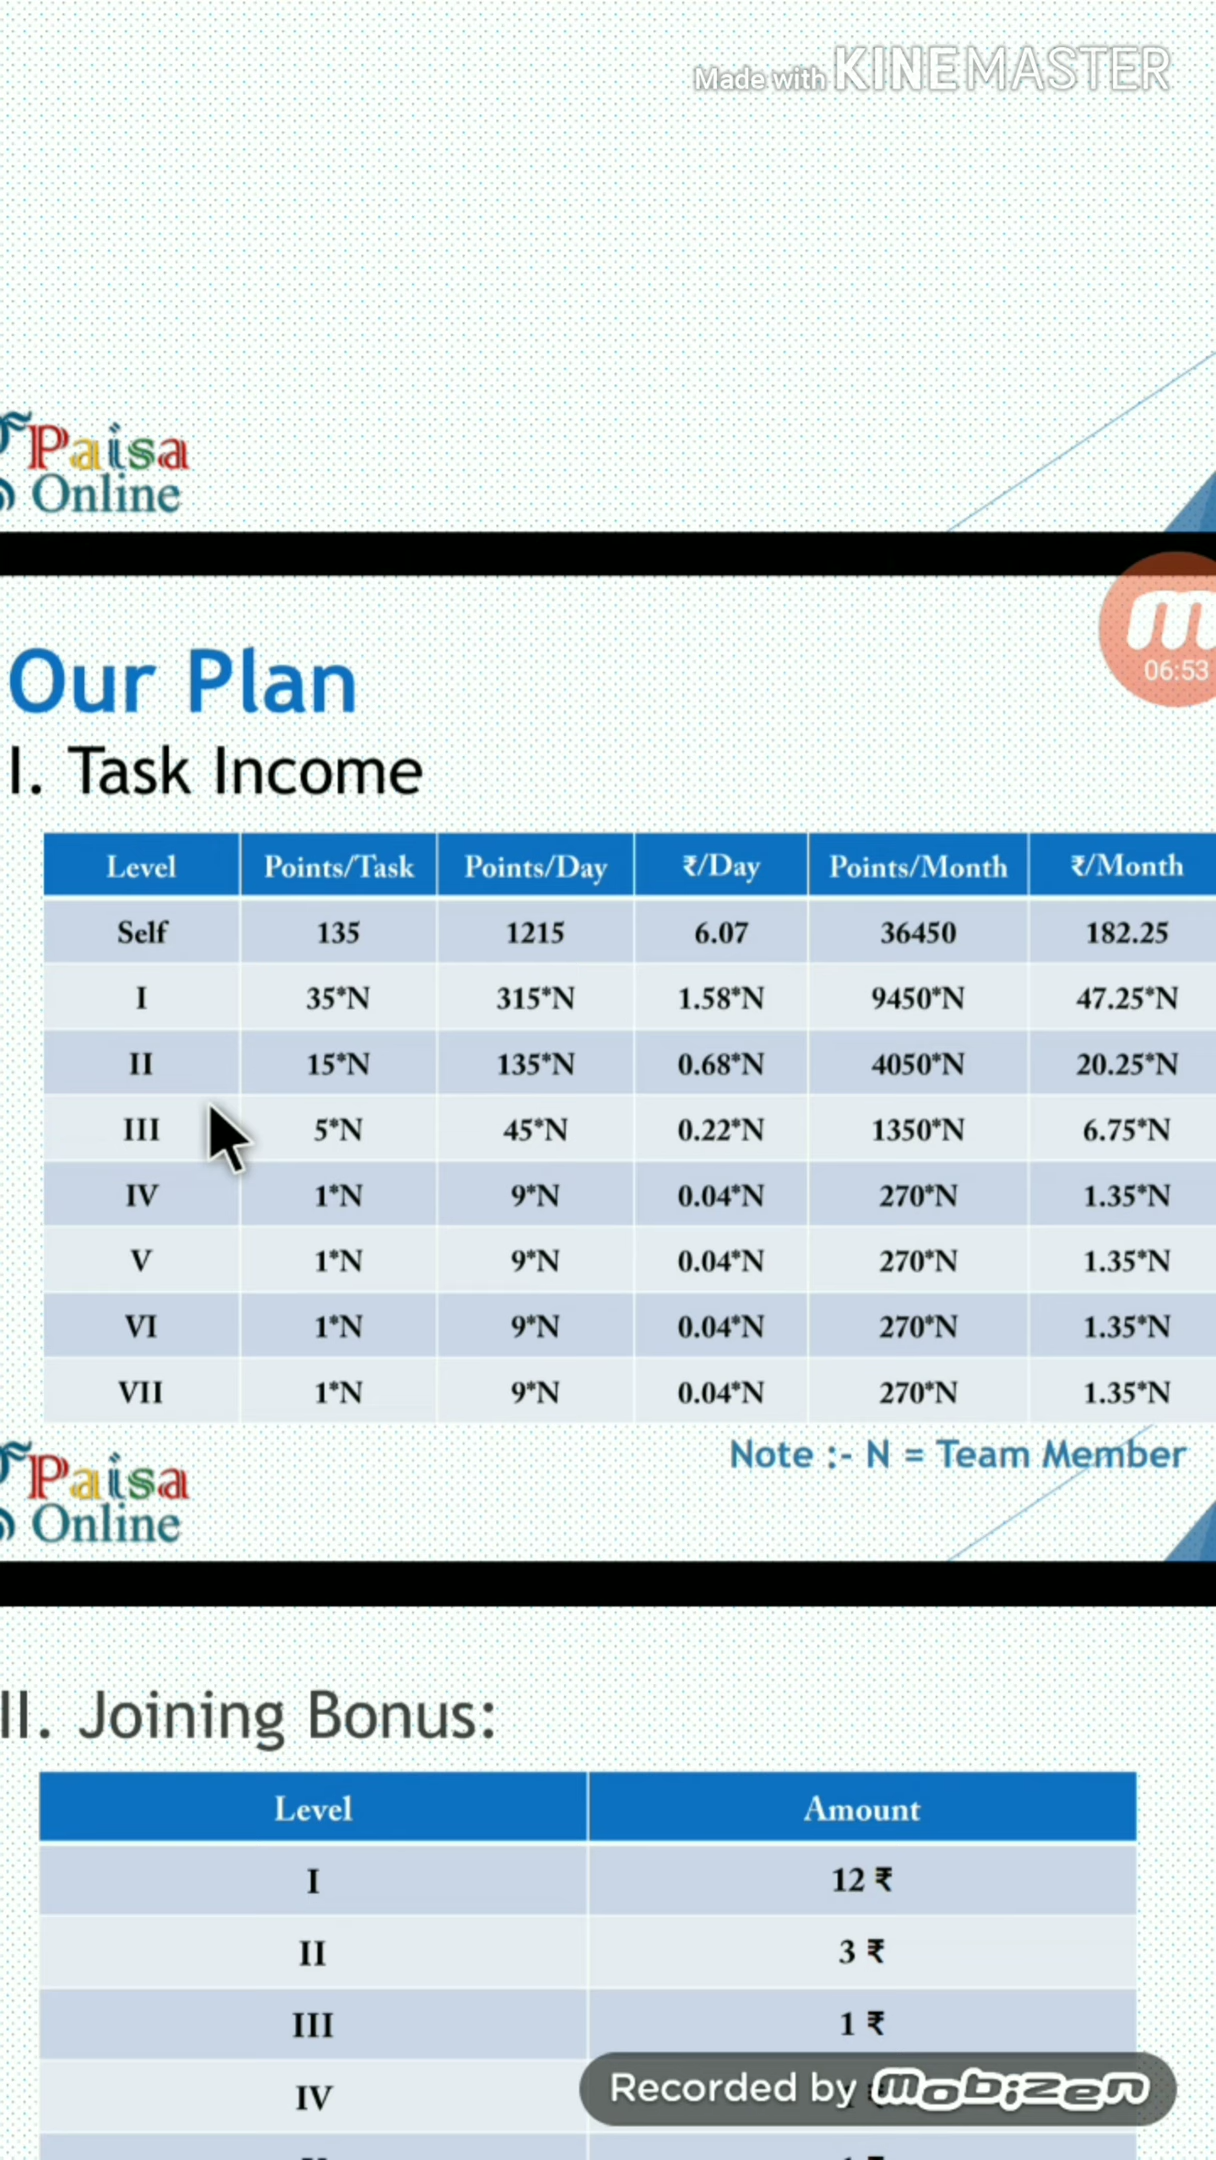 Made with KINEMASTER
Paisa
Online
06:53
Our Plan
I. Task Income
Level Points/Task Points/Day ₹/Day Points/Month ₹/Month
Self 135 1215 6.07 36450 182.25
I 35*N 315*N 1.58*N 9450*N 47.25*N
II 15*N 135*N 0.68*N 4050*N 20.25*N
III 5*N 45*N 0.22*N 1350*N 6.75*N
IV 1*N 9*N 0.04*N 270*N 1.35*N
V 1*N 9*N 0.04*N 270*N 1.35*N
VI 1*N 9*N 0.04*N 270*N 1.35*N
VII 1*N 9*N 0.04*N 270*N 1.35*N
Note :- N = Team Member
Paisa
Online
II. Joining Bonus:
Level Amount
I 12 ₹
II 3 ₹
III 1 ₹
IV
Recorded by mobizen